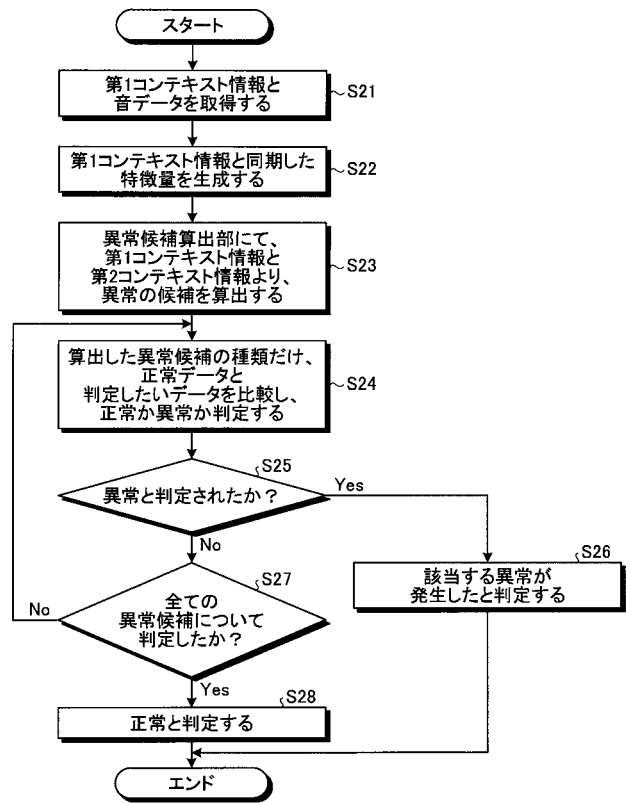 スタート
第1コンテキスト情報と
音データを取得する
S21
第1コンテキスト情報と同期した
特徴量を生成する
S22
異常候補算出部にて、
第1コンテキスト情報と
第2コンテキスト情報より、
異常の候補を算出する
S23
算出した異常候補の種類だけ、
正常データと
判定したいデータを比較し、
正常か異常か判定する
S24
S25
異常と判定されたか？
Yes
No
S26
該当する異常が
発生したと判定する
S27
全ての
異常候補について
判定したか？
No
Yes
S28
正常と判定する
エンド